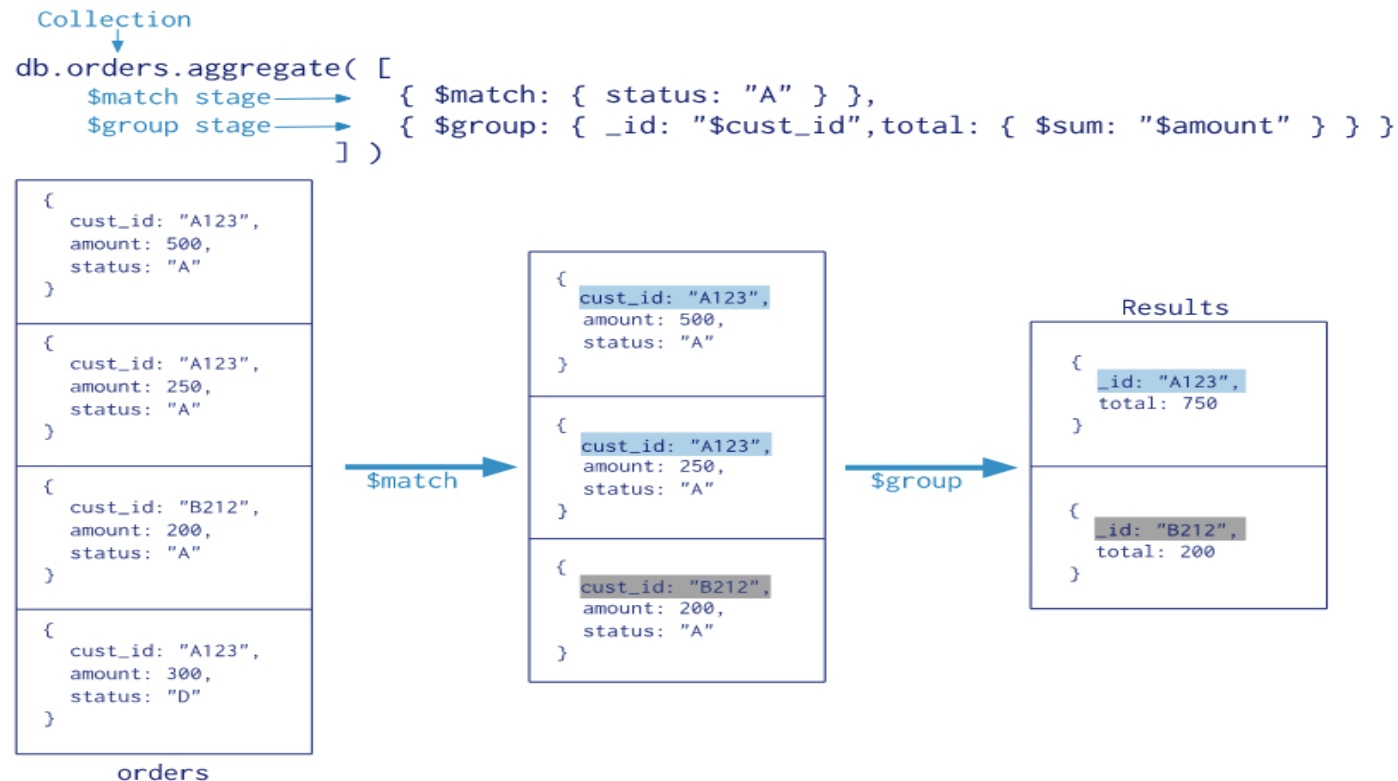 Collection
db.orders.aggregate( [
$match stage
{ $match: { status: "A" } },
$group stage
{ $group: { _id: "$cust_id",total: { $sum: "$amount" } } }
] )
{
cust_id: "A123",
amount: 500,
status: "A"
}
{
cust_id: "A123",
amount: 250,
status: "A"
}
{
cust_id: "B212",
amount: 200,
status: "A"
}
{
cust_id: "A123",
amount: 300,
status: "D"
}
orders
$match
{
cust_id: "A123",
amount: 500,
status: "A"
}
{
cust_id: "A123",
amount: 250,
status: "A"
}
{
cust_id: "B212",
amount: 200,
status: "A"
}
$group
Results
{
_id: "A123",
total: 750
}
{
_id: "B212",
total: 200
}